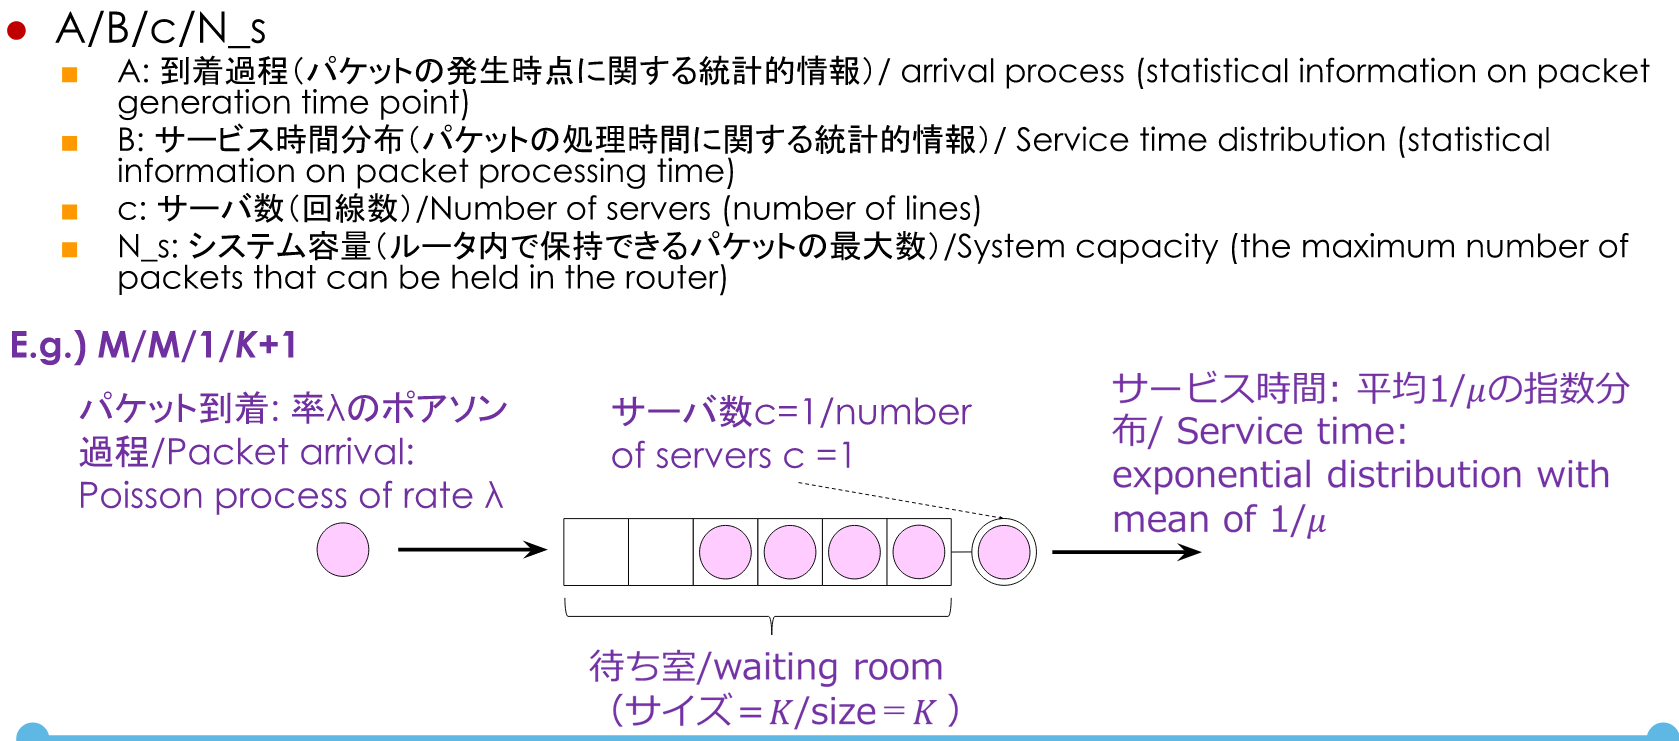 A/B/c/N_s
A: 到着過程（パケットの発生時点に関する統計的情報）/ arrival process (statistical information on packet
generation time point)
B: サービス時間分布（パケットの処理時間に関する統計的情報）/ Service time distribution (statistical
information on packet processing time)
c: サーバ数（回線数）/Number of servers (number of lines)
N_s: システム容量（ルータ内で保持できるパケットの最大数）/System capacity (the maximum number of
packets that can be held in the router)
E.g.) M/M/1/K+1
パケット到着: 率λのポアソン
過程/Packet arrival:
Poisson process of rate λ
サーバ数c=1/number
of servers c =1
サービス時間: 平均1/μの指数分
布/ Service time:
exponential distribution with
mean of 1/μ
待ち室/waiting room
（サイズ=K/size=K）